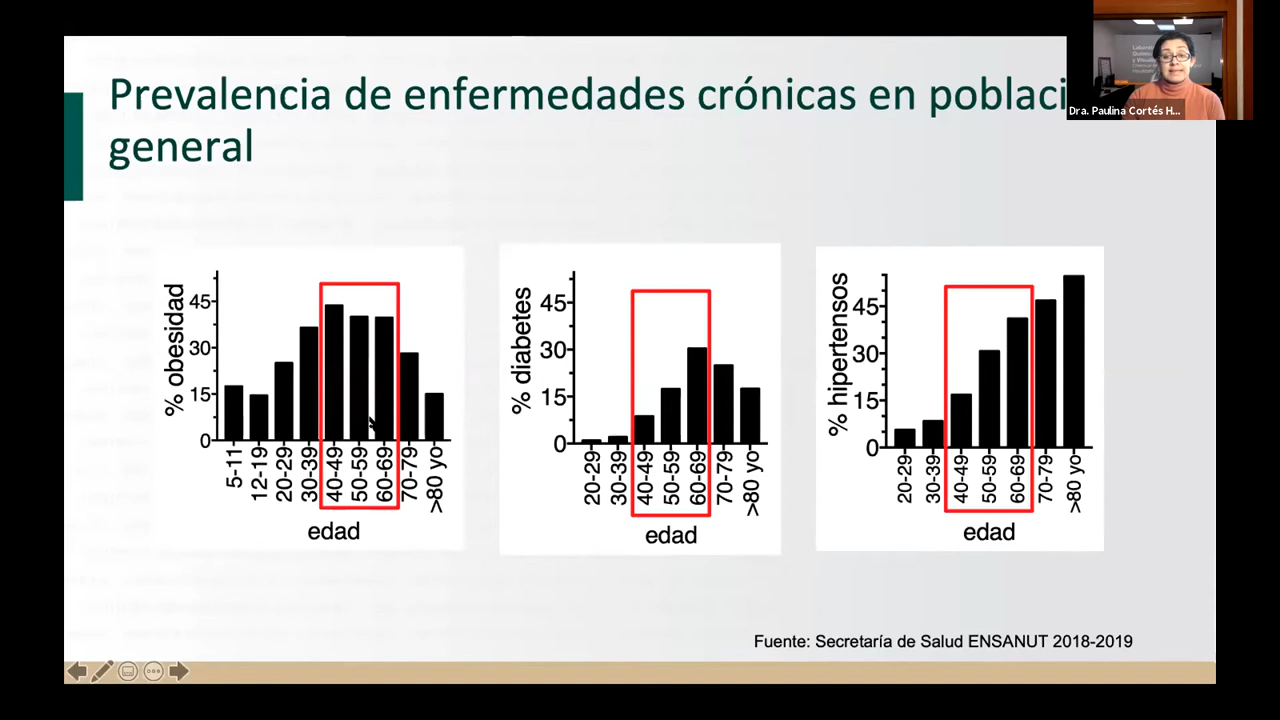 Prevalencia de enfermedades crónicas en poblaci
general
Dra. Paulina Cortés H...
% obesidad
45
30
15
0
5-11
12-19
20-29
30-39
40-49
50-59
60-69
70-79
>80 yo
edad
% diabetes
45
30
15
0
20-29
30-39
40-49
50-59
60-69
70-79
>80 yo
edad
% hipertensos
45
30
15
0
20-29
30-39
40-49
50-59
60-69
70-79
>80 yo
edad
Fuente: Secretaría de Salud ENSANUT 2018-2019